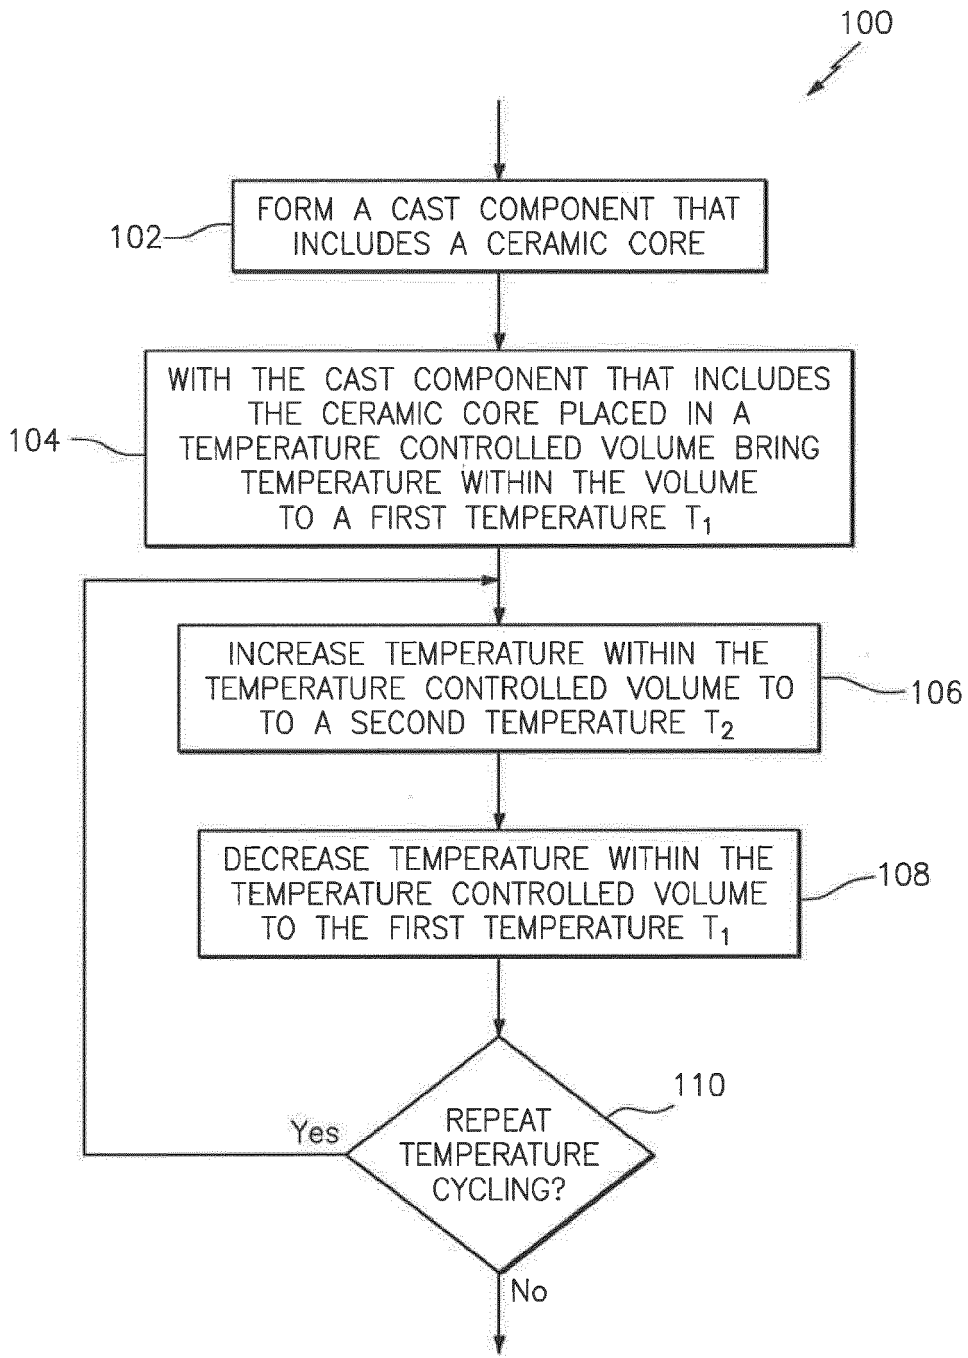 100
FORM A CAST COMPONENT THAT
INCLUDES A CERAMIC CORE
102
WITH THE CAST COMPONENT THAT INCLUDES
THE CERAMIC CORE PLACED IN A
TEMPERATURE CONTROLLED VOLUME BRING
TEMPERATURE WITHIN THE VOLUME
TO A FIRST TEMPERATURE T1
104
INCREASE TEMPERATURE WITHIN THE
TEMPERATURE CONTROLLED VOLUME TO
TO A SECOND TEMPERATURE T2
106
DECREASE TEMPERATURE WITHIN THE
TEMPERATURE CONTROLLED VOLUME
TO THE FIRST TEMPERATURE T1
108
110
REPEAT
TEMPERATURE
CYCLING?
Yes
No